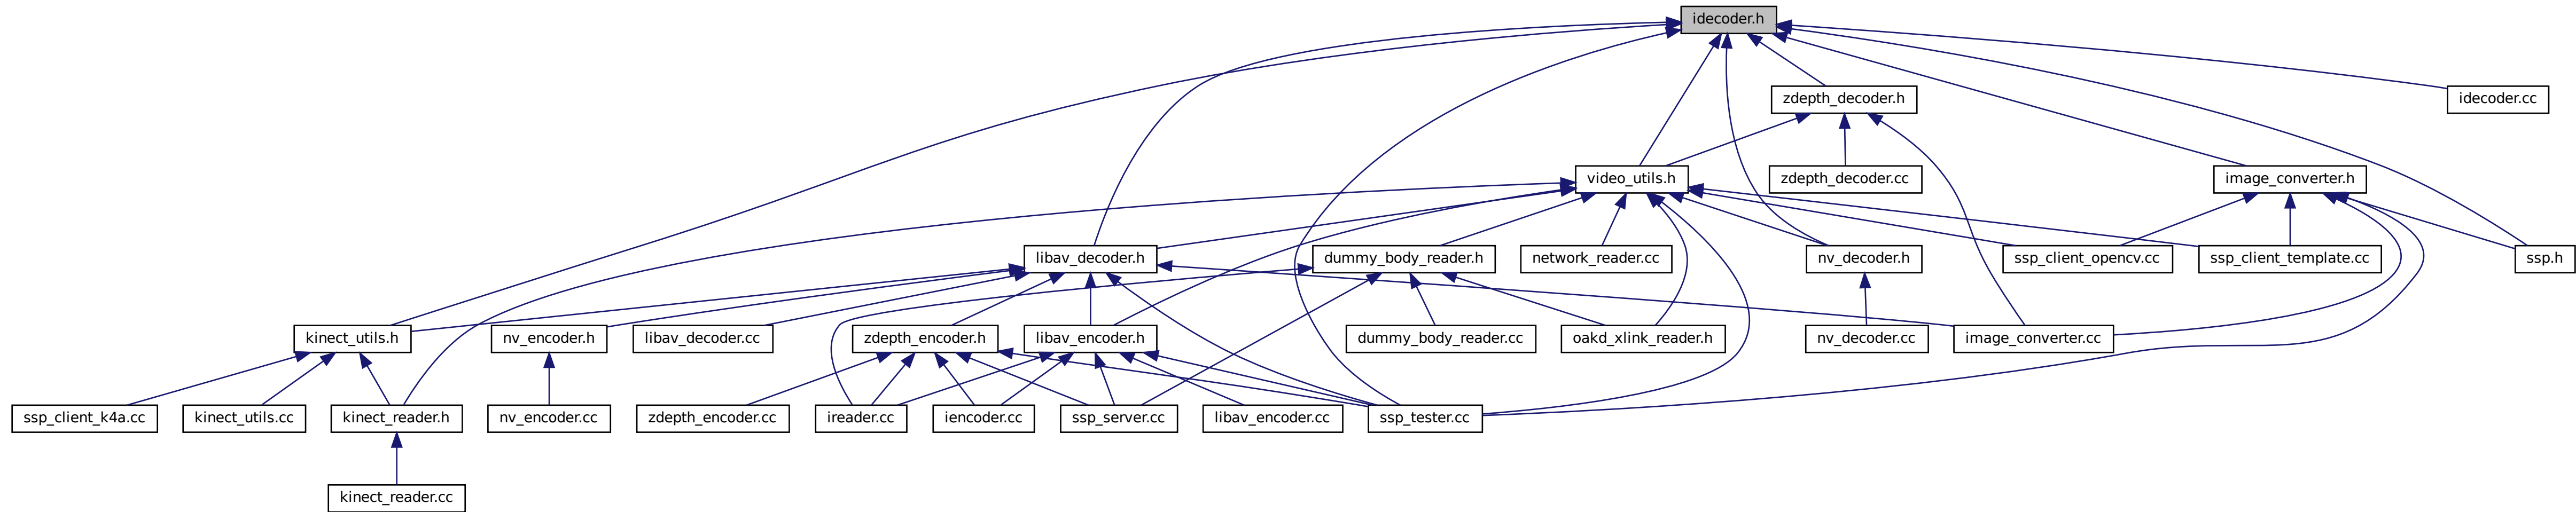 idecoder.h
zdepth_decoder.h
idecoder.cc
video_utils.h
zdepth_decoder.cc
image_converter.h
libav_decoder.h
dummy_body_reader.h
network_reader.cc
nv_decoder.h
ssp_client_opencv.cc
ssp_client_template.cc
ssp.h
kinect_utils.h
nv_encoder.h
libav_decoder.cc
zdepth_encoder.h
libav_encoder.h
dummy_body_reader.cc
oakd_xlink_reader.h
nv_decoder.cc
image_converter.cc
ssp_client_k4a.cc
kinect_utils.cc
kinect_reader.h
nv_encoder.cc
zdepth_encoder.cc
ireader.cc
iencoder.cc
ssp_server.cc
libav_encoder.cc
ssp_tester.cc
kinect_reader.cc